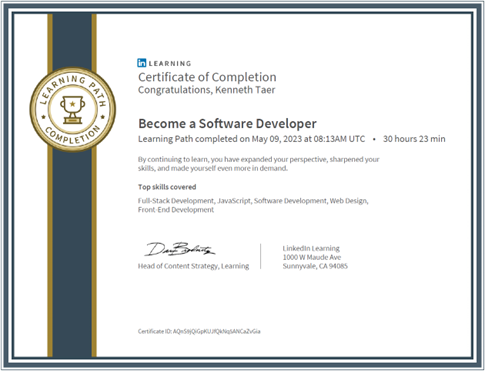 LEARNING PATH
COMPLETION
in LEARNING
Certificate of Completion
Congratulations, Kenneth Taer
Become a Software Developer
Learning Path completed on May 09, 2023 at 08:13AM UTC • 30 hours 23 min
By continuing to learn, you have expanded your perspective, sharpened your
skills, and made yourself even more in demand.
Top skills covered
Full-Stack Development, JavaScript, Software Development, Web Design,
Front-End Development
Head of Content Strategy, Learning
LinkedIn Learning
1000 W Maude Ave
Sunnyvale, CA 94085
Certificate ID: